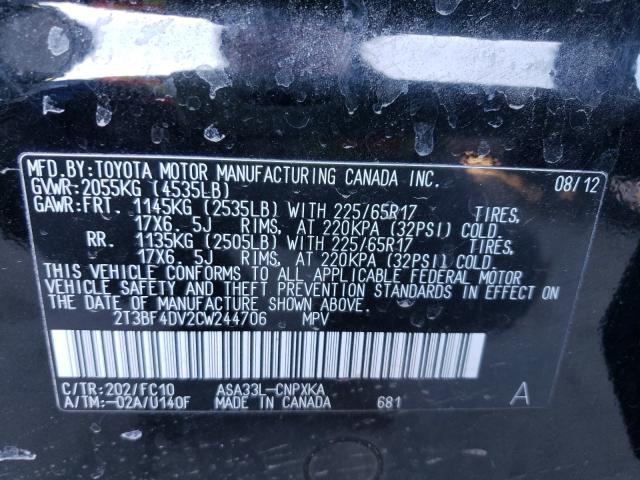 MFD.BY:TOYOTA MOTOR MANUFACTURING CANADA INC. 08/12
GVWR:2055KG (4535LB)
GAWR:FRT. 1145KG (2535LB) WITH 225/65R17 TIRES,
17X6. 5J RIMS, AT 220KPA (32PSI) COLD
RR. 1135KG (2505LB) WITH 225/65R17 TIRES,
17X6. 5J RIMS, AT 220KPA (32PSI) COLD.
THIS VEHICLE CONFORMS TO ALL APPLICABLE FEDERAL MOTOR
VEHICLE SAFETY AND THEFT PREVENTION STANDARDS IN EFFECT ON
THE DATE OF MANUFACTURE SHOWN ABOVE.
2T3BF4DV2CW244706 MPV
C/TR:202/FC10 ASA33L-CNPXKA
A/TM:-02A/U140F MADE IN CANADA 681 A